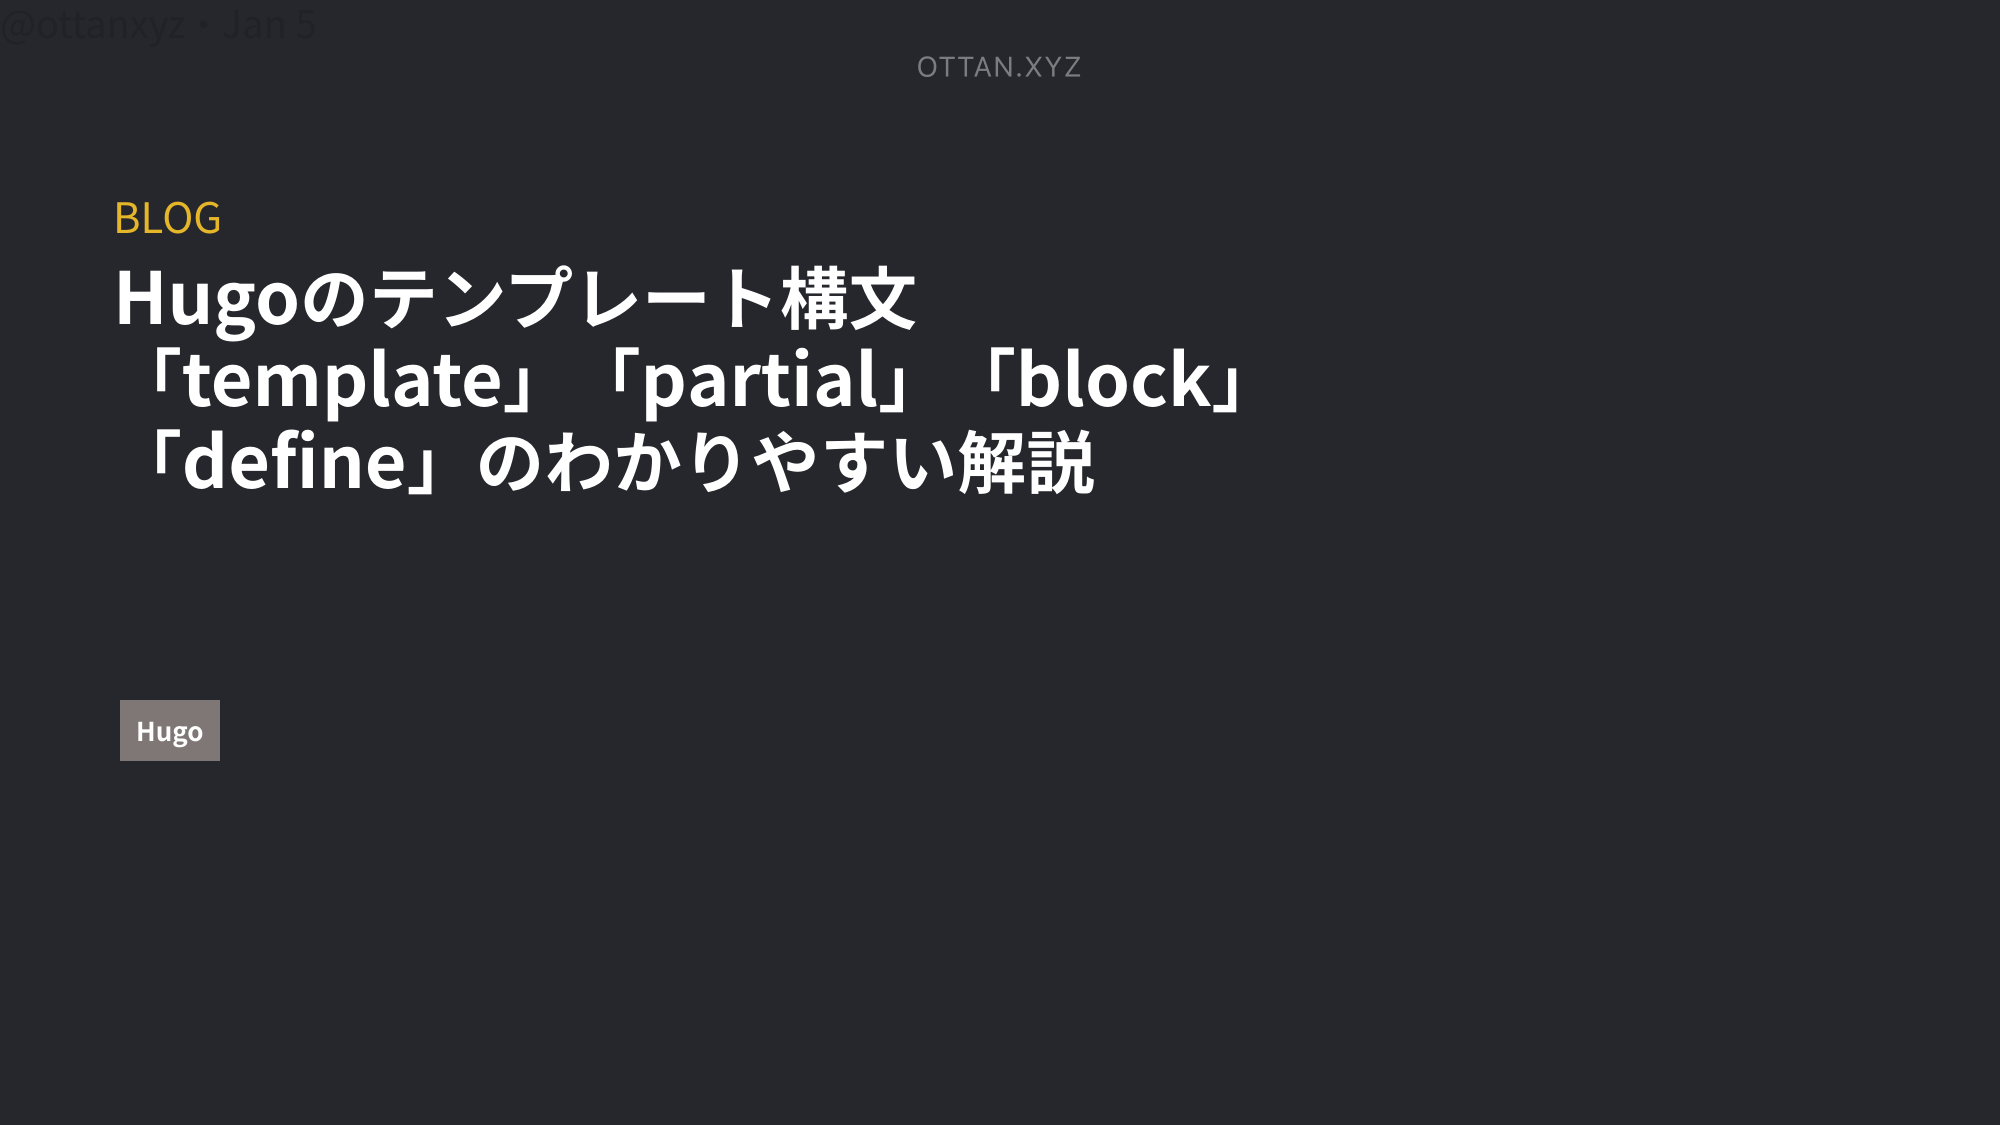 @ottanxyz・Jan 5
OTTAN.XYZ
BLOG
Hugoのテンプレート構文
「template」「partial」「block」
「define」のわかりやすい解説
Hugo